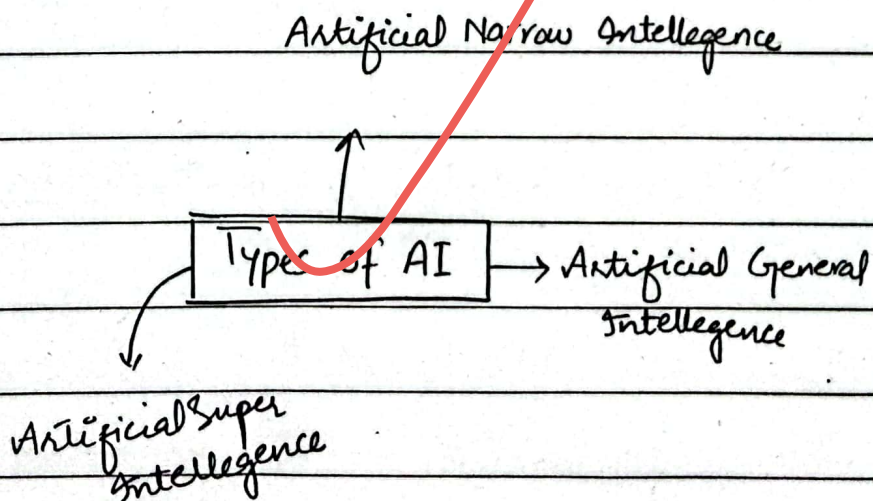 Artificial Narrow Intellegence
Types of AI
Artificial General
Intellegence
Artificial Super
Intellegence